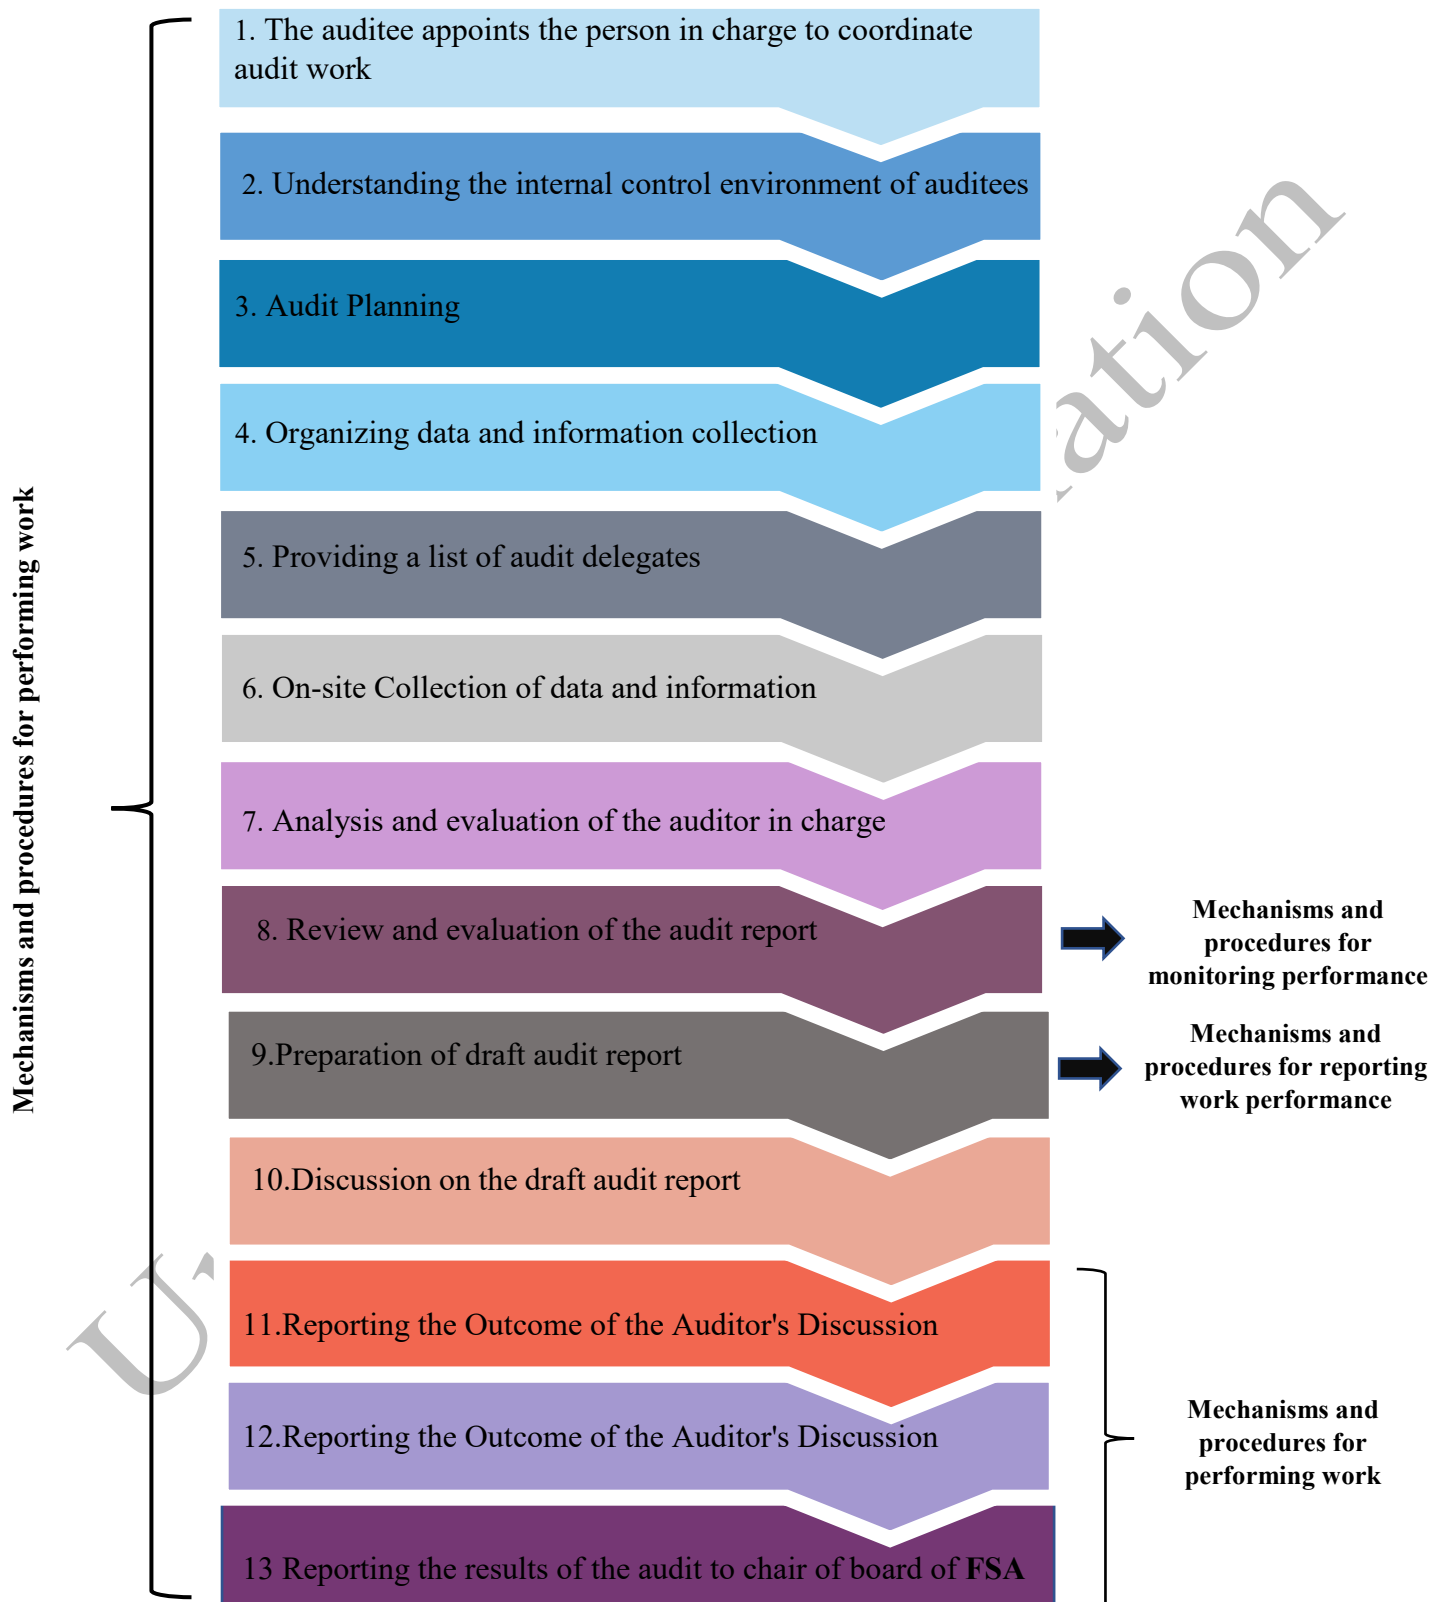 1. The auditee appoints the person in charge to coordinate
audit work
2. Understanding the internal control environment of auditees
3. Audit Planning
4. Organizing data and information collection
5. Providing a list of audit delegates
6. On-site Collection of data and information
7. Analysis and evaluation of the auditor in charge
8. Review and evaluation of the audit report
9.Preparation of draft audit report
10.Discussion on the draft audit report
11.Reporting the Outcome of the Auditor's Discussion
12.Reporting the Outcome of the Auditor's Discussion
13 Reporting the results of the audit to chair of board of FSA
Mechanisms and procedures for performing work
Mechanisms and
procedures for
monitoring performance
Mechanisms and
procedures for reporting
work performance
Mechanisms and
procedures for
performing work